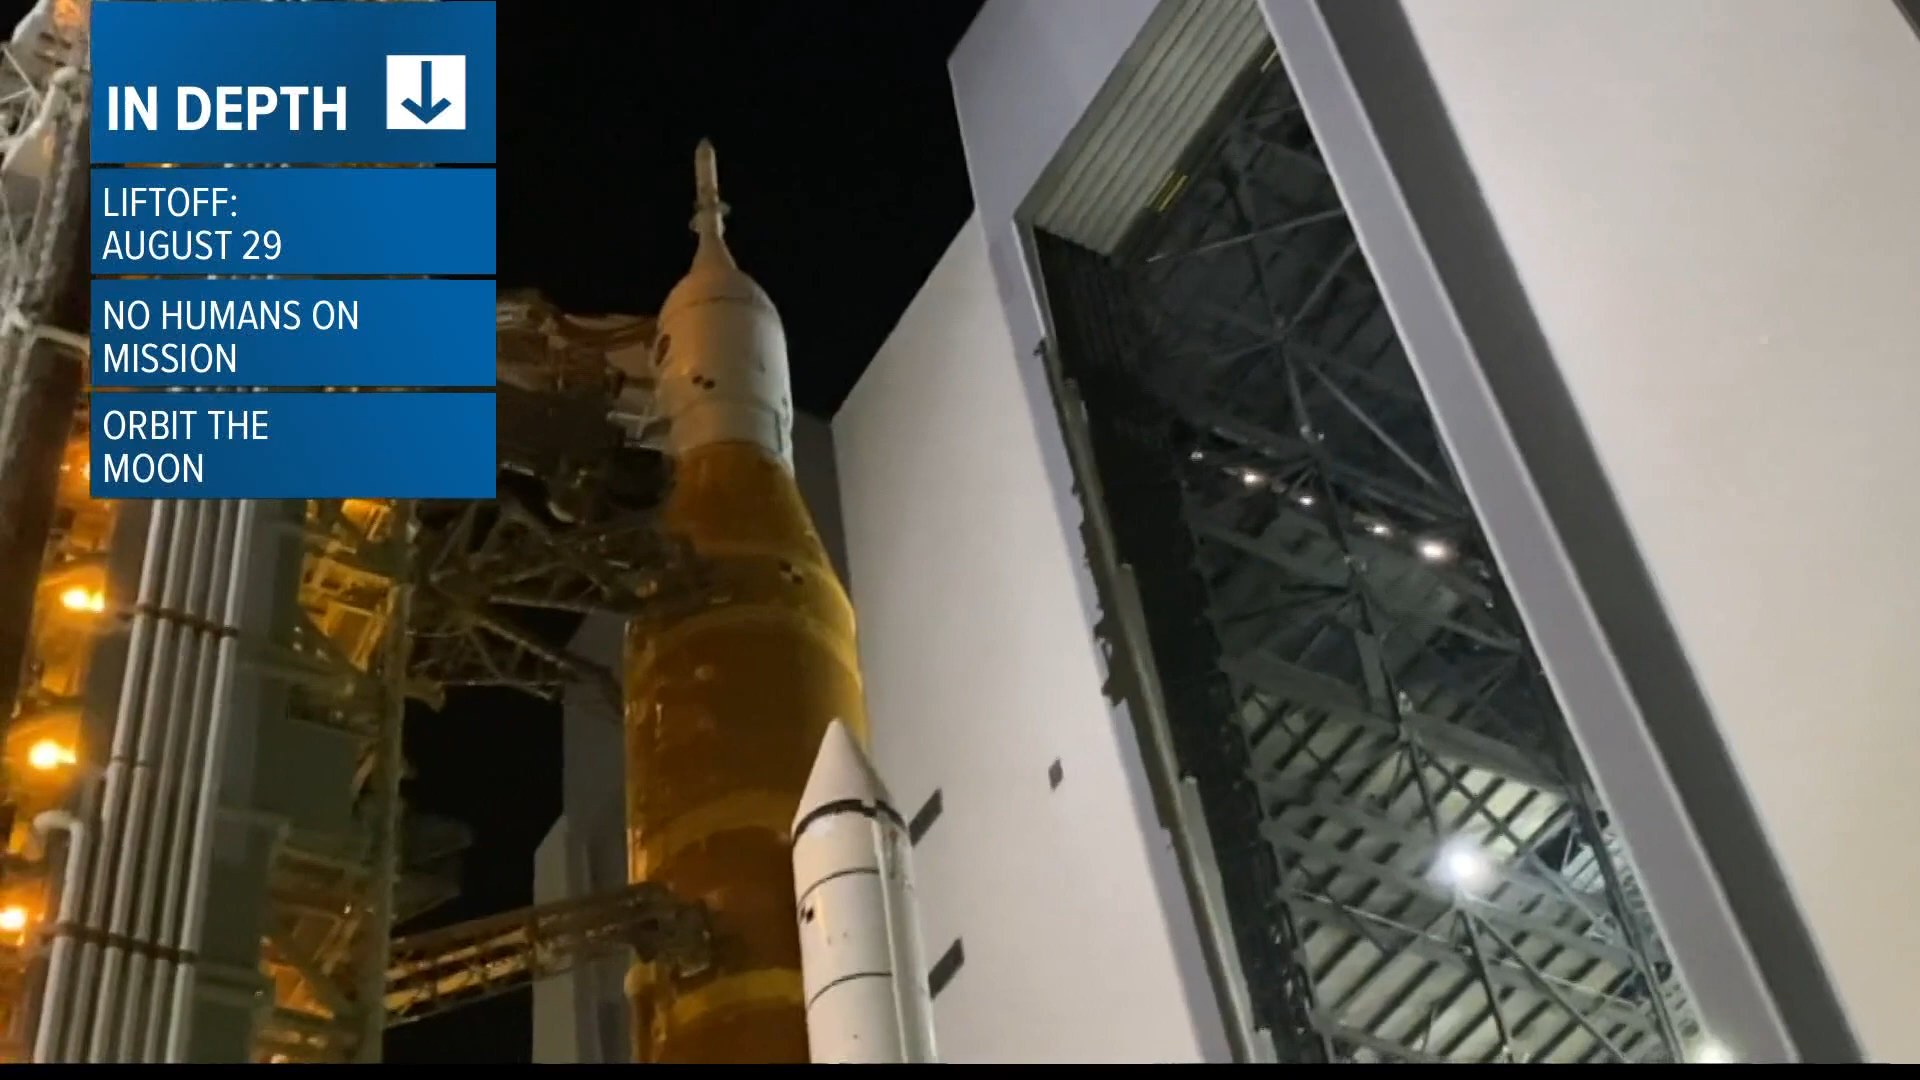 IN DEPTH
LIFTOFF:
AUGUST 29
NO HUMANS ON
MISSION
ORBIT THE
MOON